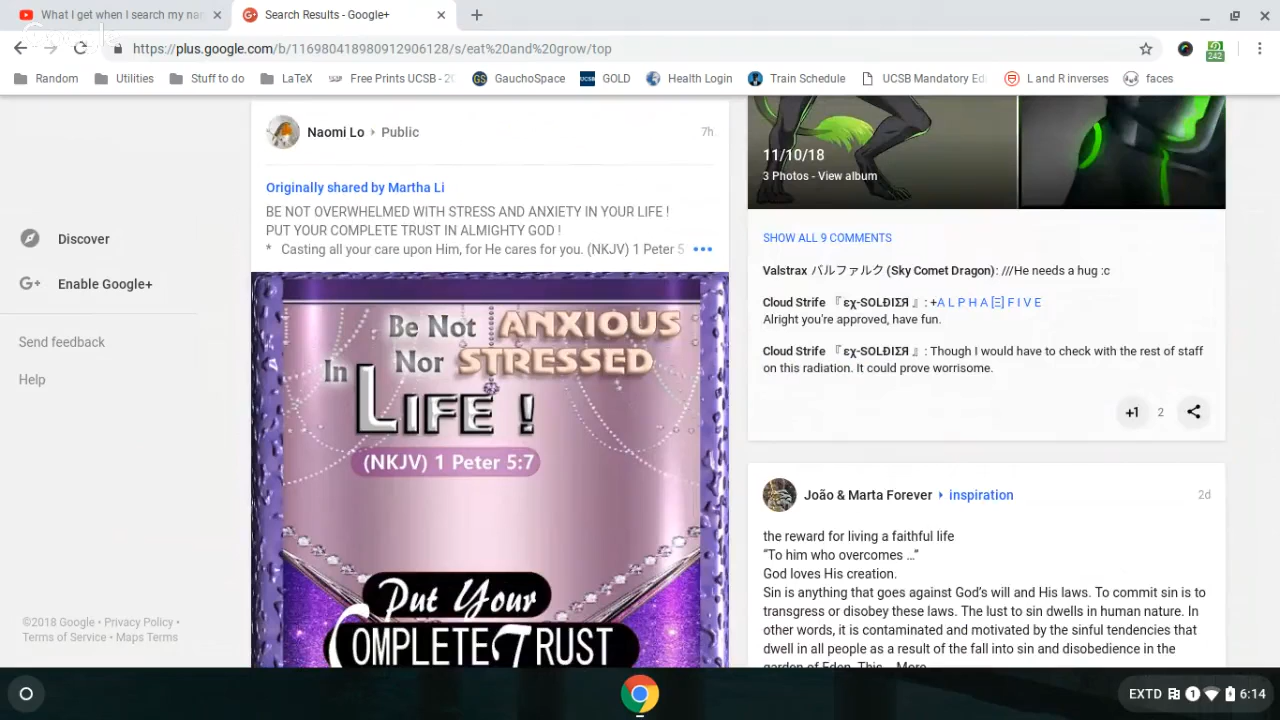 What I get when I search my nam
Search Results - Google+
https://plus.google.com/b/116980418980912906128/s/eat%20and%20grow/top
242
Random
Utilities
Stuff to do
LaTeX
Free Prints UCSB - 20
GauchoSpace
GOLD
Health Login
Train Schedule
UCSB Mandatory Ed
L and R inverses
faces
Discover
Enable Google+
Send feedback
Help
©2018 Google • Privacy Policy •
Terms of Service • Maps Terms
Naomi Lo
Public
7h
Originally shared by Martha Li
BE NOT OVERWHELMED WITH STRESS AND ANXIETY IN YOUR LIFE !
PUT YOUR COMPLETE TRUST IN ALMIGHTY GOD !
* Casting all your care upon Him, for He cares for you. (NKJV) 1 Peter 5
Be Not ANXIOUS
Nor STRESSED
In LIFE !
(NKJV) 1 Peter 5:7
Put Your
COMPLETE TRUST
11/10/18
3 Photos - View album
SHOW ALL 9 COMMENTS
Valstrax バルファルク (Sky Comet Dragon): ///He needs a hug :c
Cloud Strife 『 εχ-SOLĐIΣЯ 』: +A L P H A [Ξ] F I V E
Alright you're approved, have fun.
Cloud Strife 『 εχ-SOLĐIΣЯ 』: Though I would have to check with the rest of staff
on this radiation. It could prove worrisome.
+1
2
João & Marta Forever
inspiration
2d
the reward for living a faithful life
“To him who overcomes …”
God loves His creation.
Sin is anything that goes against God’s will and His laws. To commit sin is to
transgress or disobey these laws. The lust to sin dwells in human nature. In
other words, it is contaminated and motivated by the sinful tendencies that
dwell in all people as a result of the fall into sin and disobedience in the
garden of Eden. This... More
EXTD
1
6:14